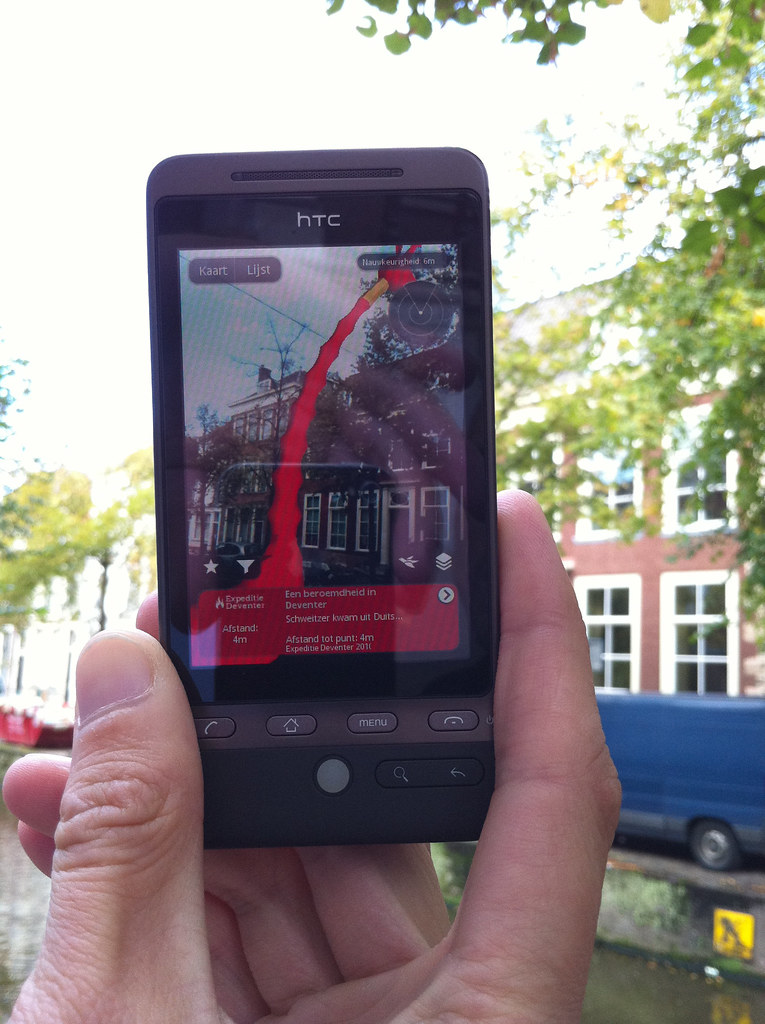 hTC
Kaart Lijst
Nauwkeurigheid: 6m
Expeditie
Deventer
Afstand:
4m
Een beroemdheid in
Deventer
Schweitzer kwam uit Duits...
Afstand tot punt: 4m
Expeditie Deventer 2010
MENU